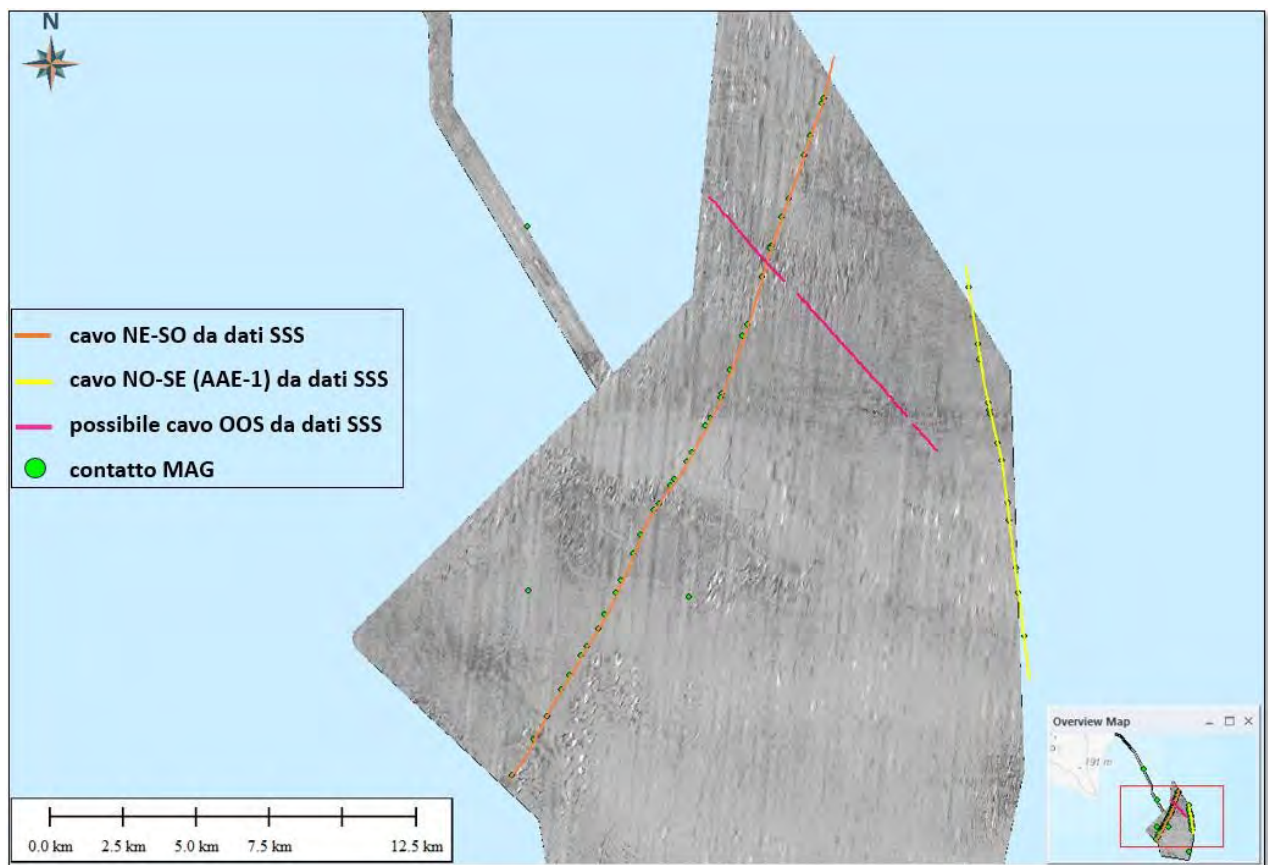 N
cavo NE-SO da dati SSS
cavo NO-SE (AAE-1) da dati SSS
possibile cavo OOS da dati SSS
contatto MAG
0.0 km 2.5 km 5.0 km 7.5 km 12.5 km
Overview Map
191 m